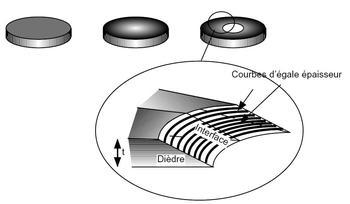 Courbes d'égale épaisseur
Interface
Dièdre
t